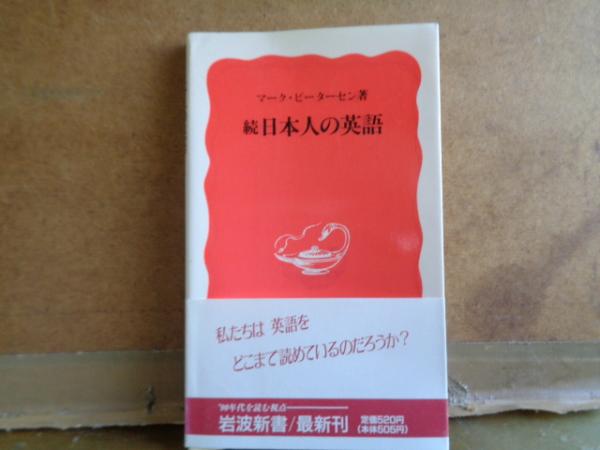 マーク・ピーターセン著
続日本人の英語
私たちは 英語を
どこまで読めているのだろうか?
'90年代を読む視点
岩波新書/最新刊
定価520円
(本体505円)